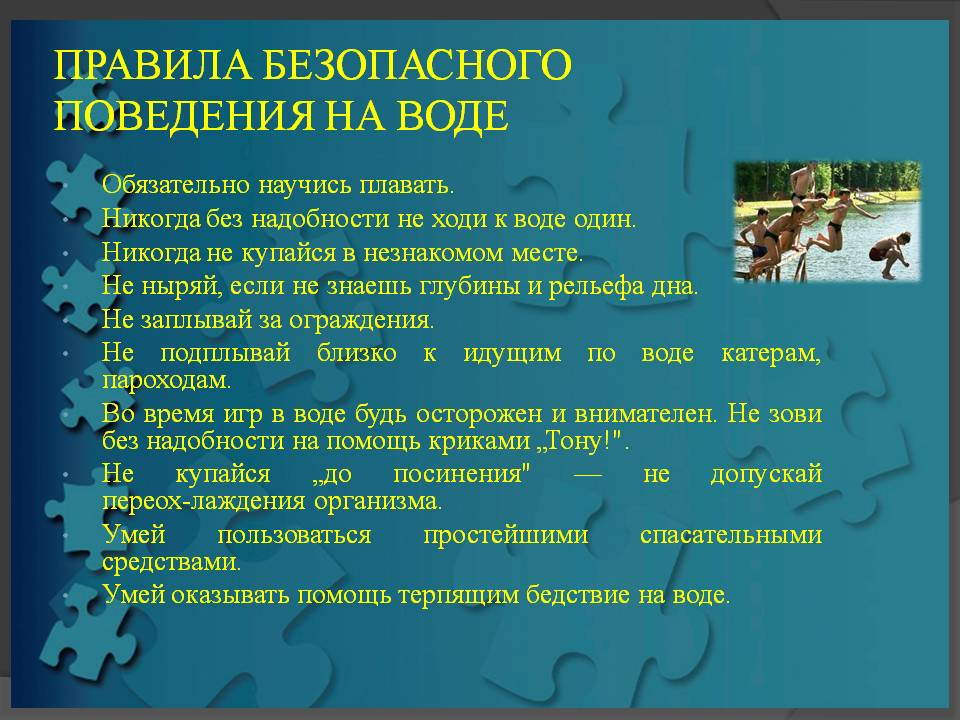 ПРАВИЛА БЕЗОПАСНОГО
ПОВЕДЕНИЯ НА ВОДЕ
• Обязательно научись плавать.
• Никогда без надобности не ходи к воде один.
• Никогда не купайся в незнакомом месте.
• Не ныряй, если не знаешь глубины и рельефа дна.
• Не заплывай за ограждения.
• Не подплывай близко к идущим по воде катерам,
пароходам.
• Во время игр в воде будь осторожен и внимателен. Не зови
без надобности на помощь криками „Тону!".
• Не купайся „до посинения" — не допускай
переох-лаждения организма.
• Умей пользоваться простейшими спасательными
средствами.
• Умей оказывать помощь терпящим бедствие на воде.